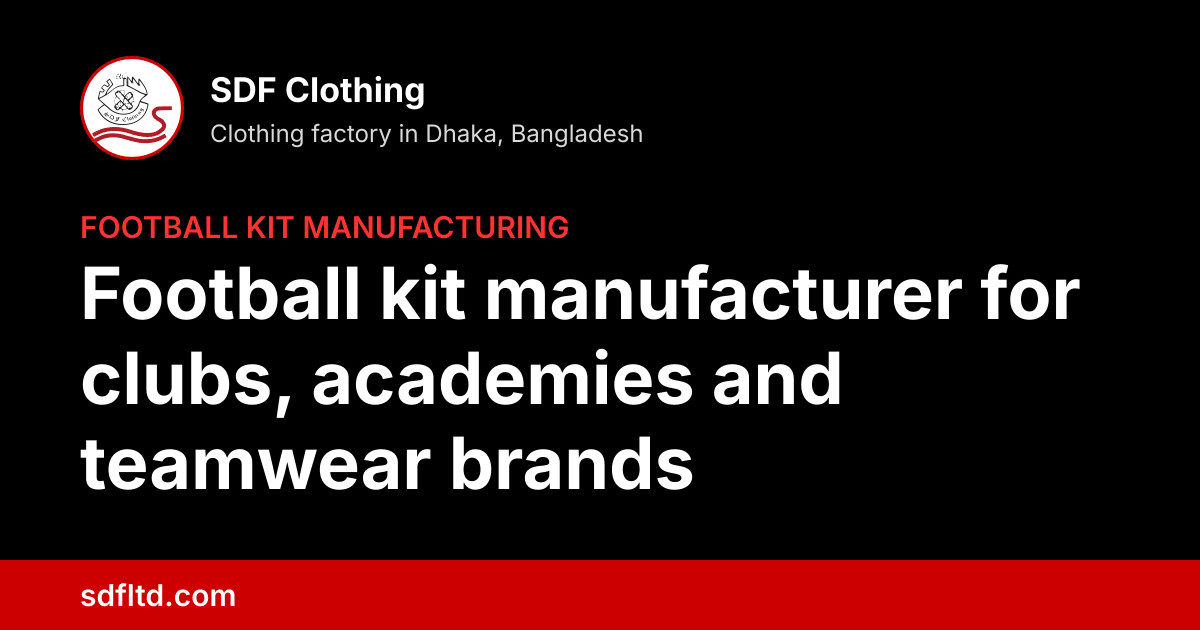 SDF Clothing
Clothing factory in Dhaka, Bangladesh
FOOTBALL KIT MANUFACTURING
Football kit manufacturer for
clubs, academies and
teamwear brands
sdfltd.com